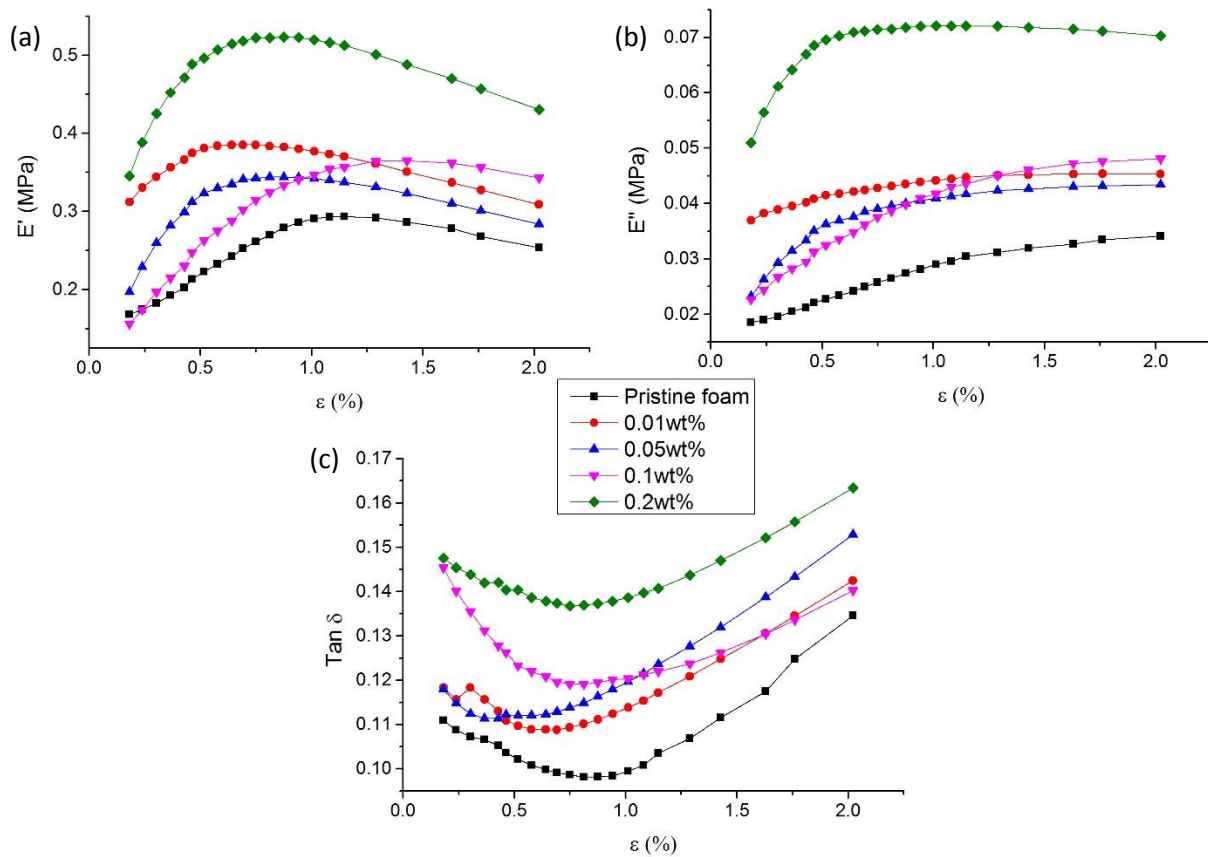 (a)
0.5
0.4
0.3
0.2
E' (MPa)
0.0 0.5 1.0 1.5 2.0
ε (%)
(b)
0.07
0.06
0.05
0.04
0.03
0.02
E" (MPa)
0.0 0.5 1.0 1.5 2.0
ε (%)
Pristine foam
0.01wt%
0.05wt%
0.1wt%
0.2wt%
(c)
0.17
0.16
0.15
0.14
0.13
0.12
0.11
0.10
Tan δ
0.0 0.5 1.0 1.5 2.0
ε (%)